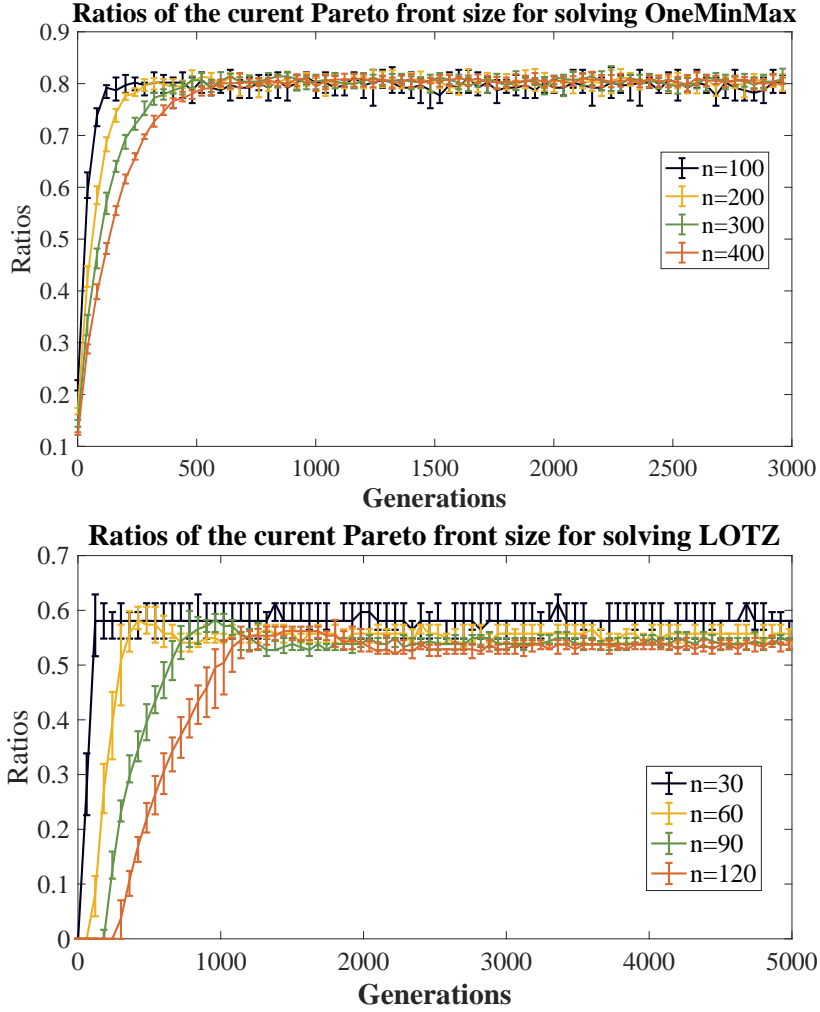 Ratios of the curent Pareto front size for solving OneMinMax
0.9
0.8
0.7
0.6
0.5
0.4
0.3
0.2
0.1
Ratios
n=100
n=200
n=300
n=400
0 500 1000 1500 2000 2500 3000
Generations
Ratios of the curent Pareto front size for solving LOTZ
0.7
0.6
0.5
0.4
0.3
0.2
0.1
0
Ratios
n=30
n=60
n=90
n=120
0 1000 2000 3000 4000 5000
Generations